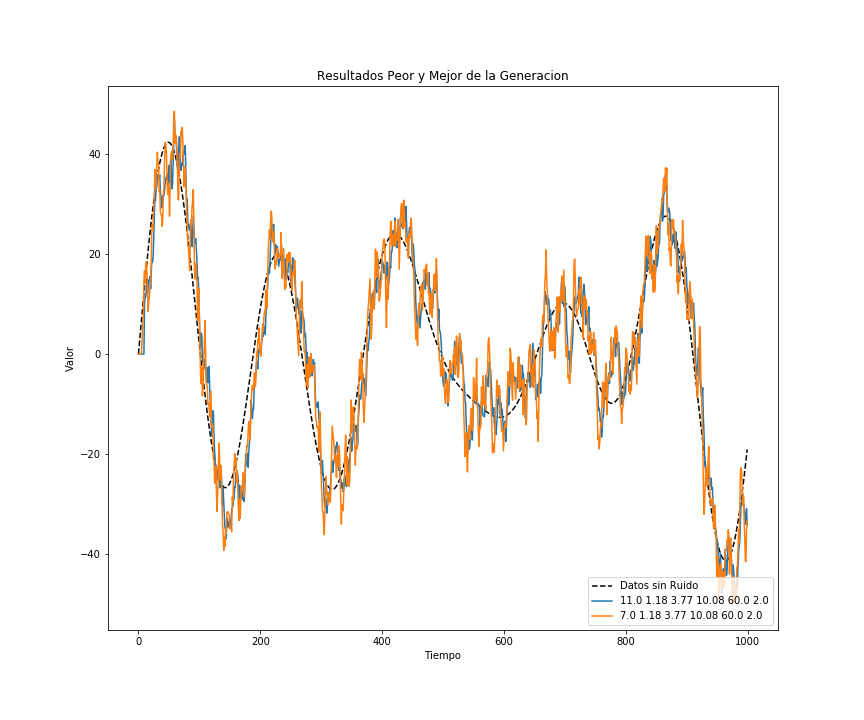 Resultados Peor y Mejor de la Generacion
40
20
0
−20
−40
Valor
0
200
400
600
800
1000
Tiempo
Datos sin Ruido
11.0 1.18 3.77 10.08 60.0 2.0
7.0 1.18 3.77 10.08 60.0 2.0